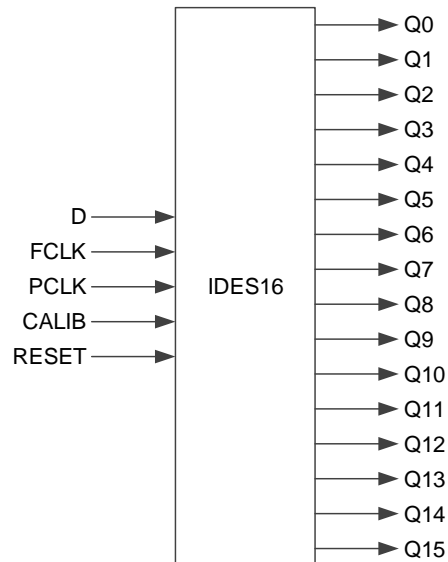 D
FCLK
PCLK
CALIB
RESET
IDES16
Q0
Q1
Q2
Q3
Q4
Q5
Q6
Q7
Q8
Q9
Q10
Q11
Q12
Q13
Q14
Q15